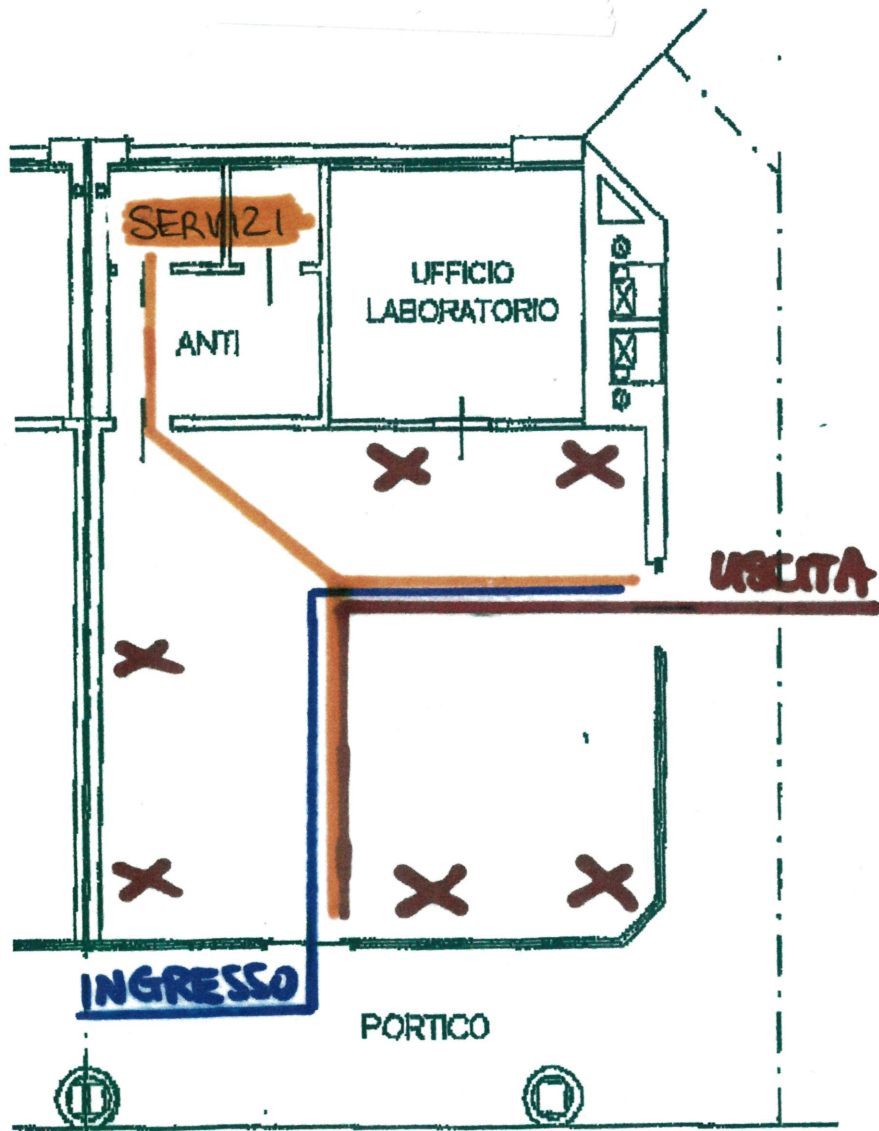 SERVIZI
UFFICIO
LABORATORIO
ANTI
USCITA
INGRESSO
PORTICO